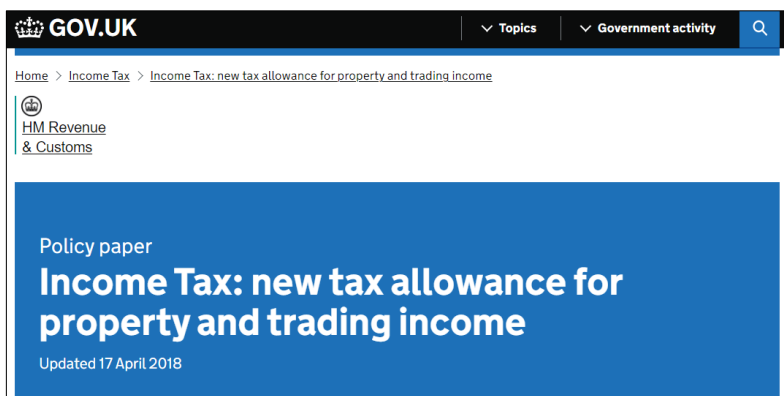 GOV.UK
Topics
Government activity
Home > Income Tax > Income Tax: new tax allowance for property and trading income
HM Revenue
& Customs
Policy paper
Income Tax: new tax allowance for
property and trading income
Updated 17 April 2018